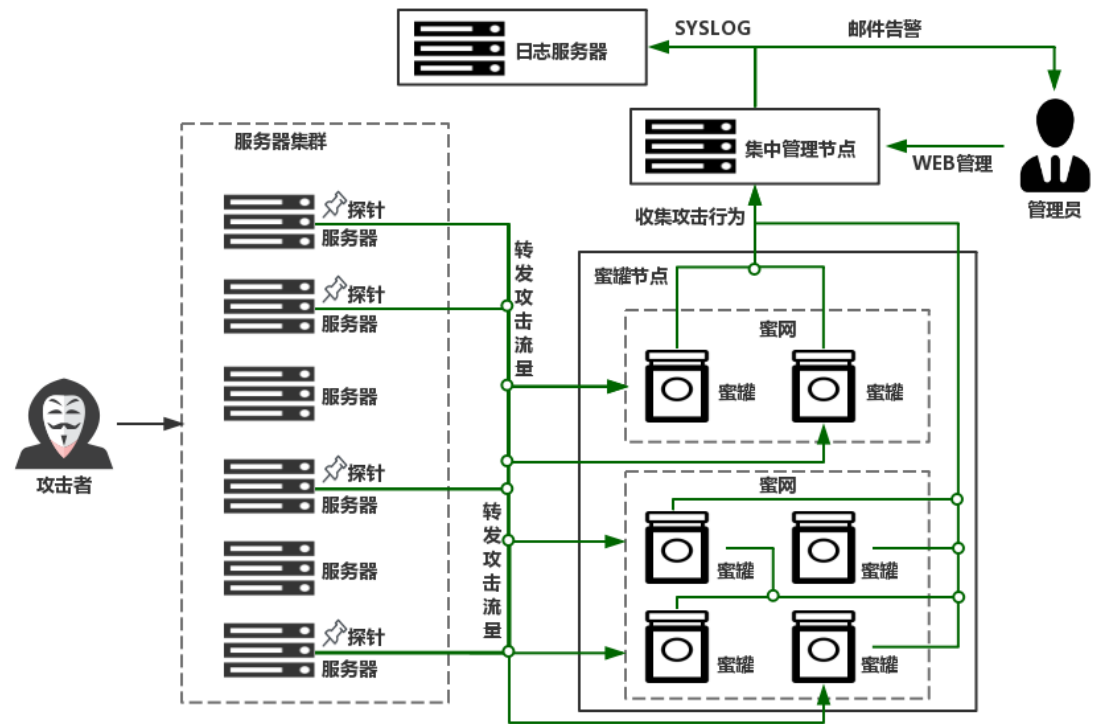 SYSLOG
邮件告警
日志服务器
服务器集群
集中管理节点
WEB管理
管理员
探针
服务器
收集攻击行为
转发攻击流量
蜜罐节点
探针
服务器
蜜网
蜜罐
蜜罐
服务器
攻击者
探针
服务器
蜜网
转发攻击流量
蜜罐
蜜罐
服务器
探针
服务器
蜜罐
蜜罐